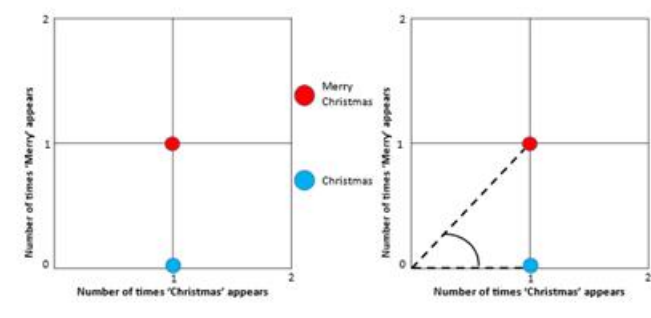 2
1
0
Number of times 'Merry' appears
1
2
Number of times 'Christmas' appears
Merry
Christmas
Christmas
2
1
0
Number of times 'Merry' appears
1
2
Number of times 'Christmas' appears